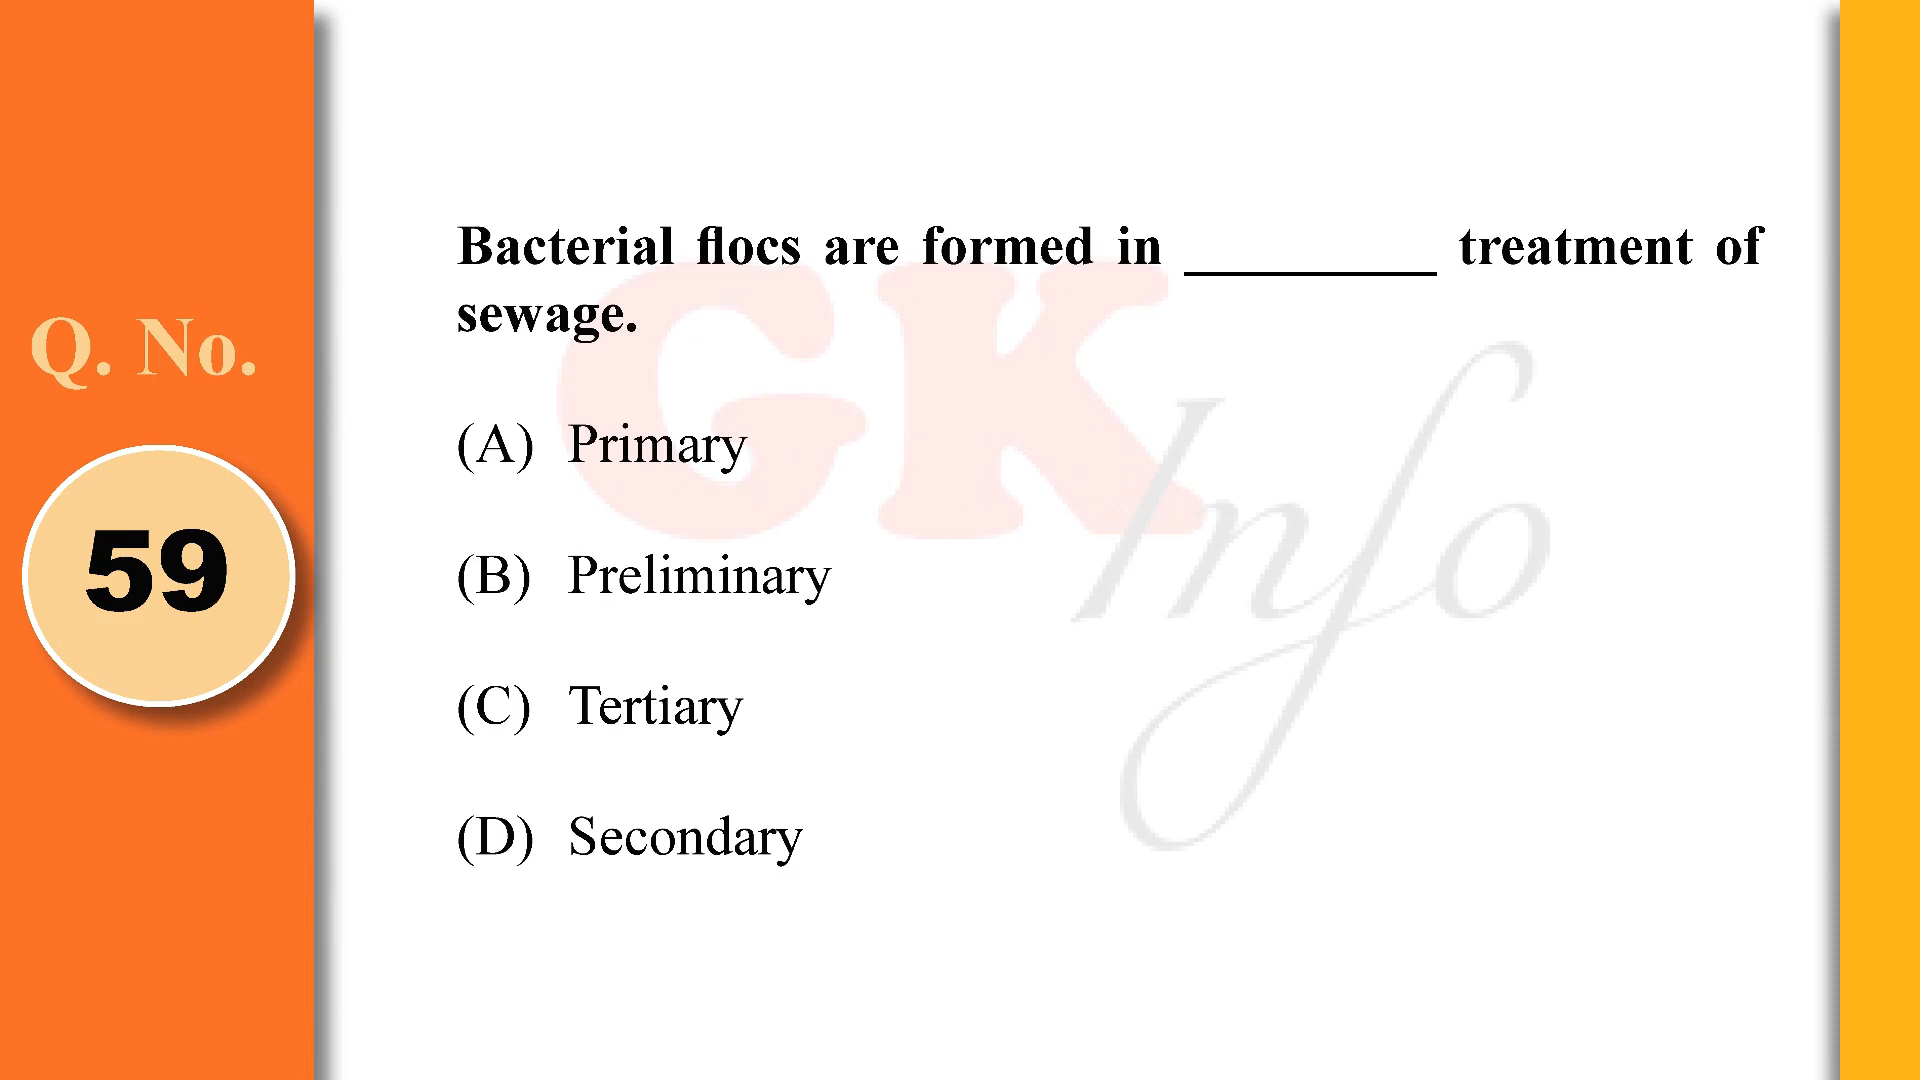 Q. No.
59
Bacterial flocs are formed in _________ treatment of
sewage.
(A) Primary
(B) Preliminary
(C) Tertiary
(D) Secondary
GK
Info